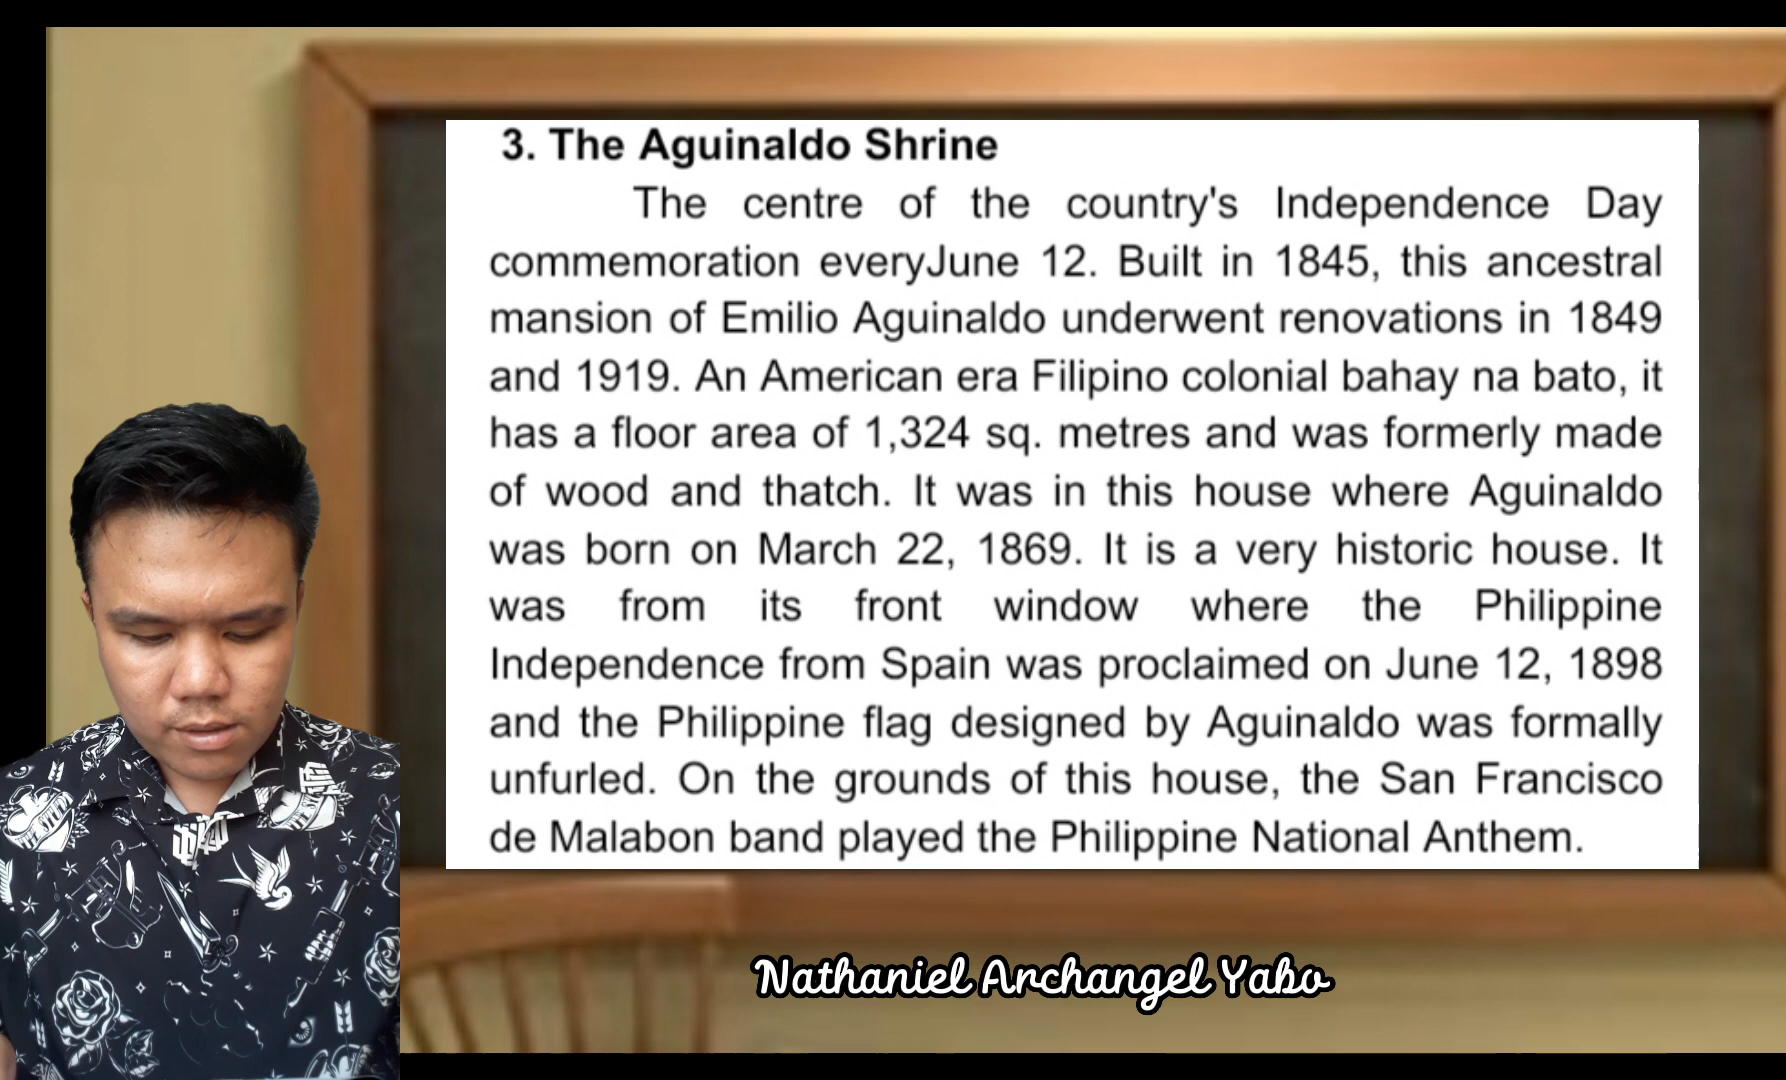 3. The Aguinaldo Shrine
The centre of the country's Independence Day
commemoration everyJune 12. Built in 1845, this ancestral
mansion of Emilio Aguinaldo underwent renovations in 1849
and 1919. An American era Filipino colonial bahay na bato, it
has a floor area of 1,324 sq. metres and was formerly made
of wood and thatch. It was in this house where Aguinaldo
was born on March 22, 1869. It is a very historic house. It
was from its front window where the Philippine
Independence from Spain was proclaimed on June 12, 1898
and the Philippine flag designed by Aguinaldo was formally
unfurled. On the grounds of this house, the San Francisco
de Malabon band played the Philippine National Anthem.
Nathaniel Archangel Yabo